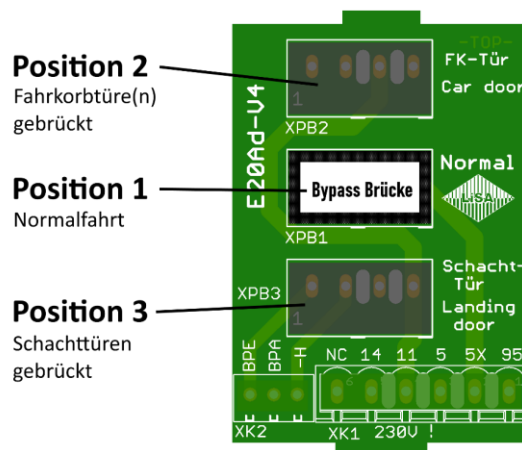 Position 2
Fahrkorbtüre(n)
gebrückt
Position 1
Normalfahrt
Position 3
Schachttüren
gebrückt
E20Ad-V4
-TOP-
FK-Tür
Car door
1
XPB2
Bypass Brücke
Normal
LiSA
XPB1
Schacht-
Tür
Landing
door
XPB3
1
BPE
BPA
-H
NC 14 11 5 5X 95
XK2
XK1 230V !